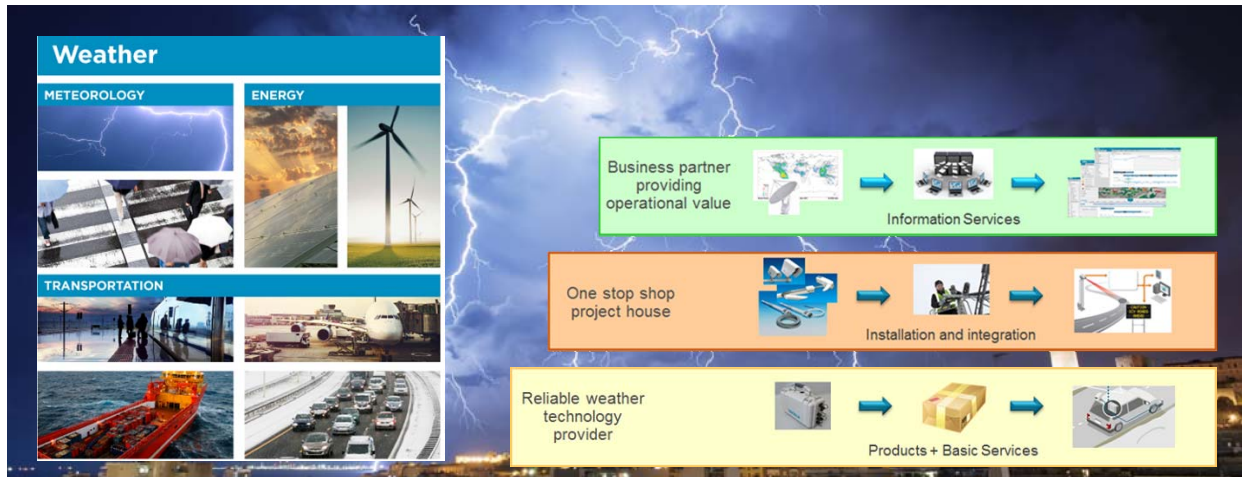 Weather
METEOROLOGY
ENERGY
TRANSPORTATION
Business partner
providing
operational value
Information Services
One stop shop
project house
Installation and integration
Reliable weather
technology
provider
Products + Basic Services